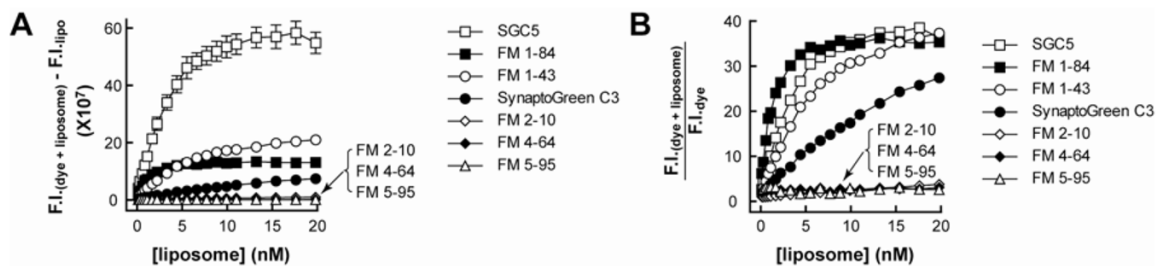 A
F.I.(dye + liposome) - F.I.lipo
(X10⁷)
60
40
20
0
0 5 10 15 20
[liposome] (nM)
FM 2-10
FM 4-64
FM 5-95
SGC5
FM 1-84
FM 1-43
SynaptoGreen C3
FM 2-10
FM 4-64
FM 5-95
B
F.I.(dye + liposome)
F.I.dye
40
30
20
10
0
FM 2-10
FM 4-64
FM 5-95
0 5 10 15 20
[liposome] (nM)
SGC5
FM 1-84
FM 1-43
SynaptoGreen C3
FM 2-10
FM 4-64
FM 5-95